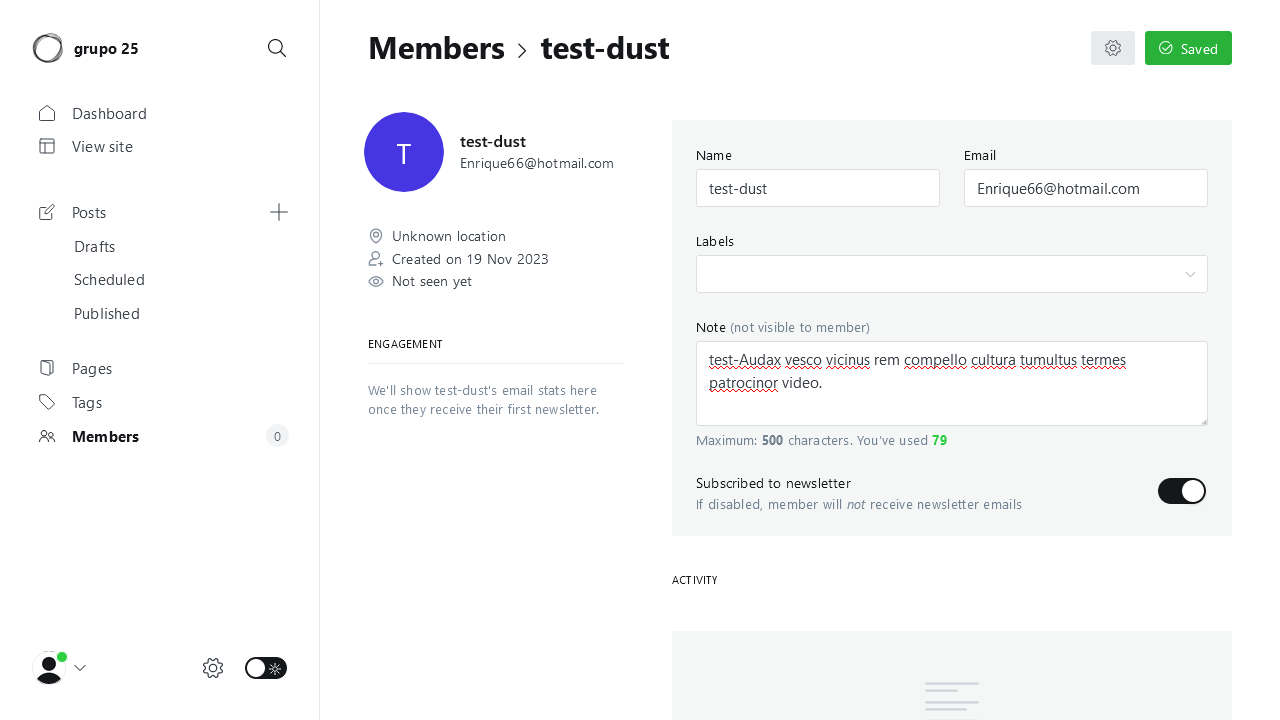 grupo 25
Dashboard
View site
Posts
Drafts
Scheduled
Published
Pages
Tags
Members
0
Members > test-dust
Saved
T
test-dust
Enrique66@hotmail.com
Unknown location
Created on 19 Nov 2023
Not seen yet
ENGAGEMENT
We'll show test-dust's email stats here
once they receive their first newsletter.
Name
test-dust
Email
Enrique66@hotmail.com
Labels
Note (not visible to member)
test-Audax vesco vicinus rem compello cultura tumultus termes
patrocinor video.
Maximum: 500 characters. You've used 79
Subscribed to newsletter
If disabled, member will not receive newsletter emails
ACTIVITY